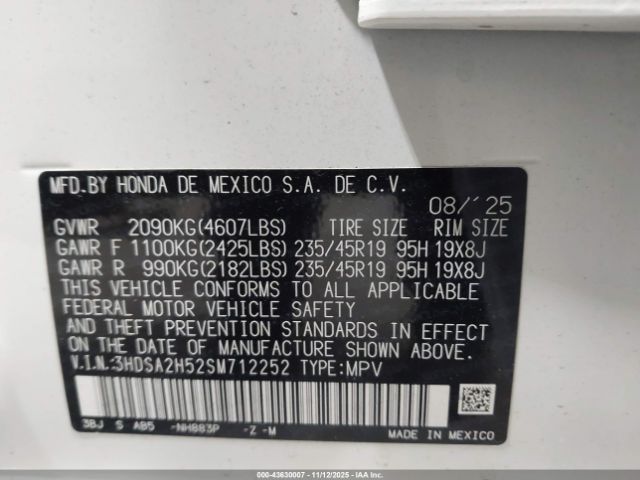 MFD.BY HONDA DE MEXICO S.A. DE C.V.
08/'25
GVWR 2090KG(4607LBS) TIRE SIZE RIM SIZE
GAWR F 1100KG(2425LBS) 235/45R19 95H 19X8J
GAWR R 990KG(2182LBS) 235/45R19 95H 19X8J
THIS VEHICLE CONFORMS TO ALL APPLICABLE
FEDERAL MOTOR VEHICLE SAFETY
AND THEFT PREVENTION STANDARDS IN EFFECT
ON THE DATE OF MANUFACTURE SHOWN ABOVE.
V.I.N.:3HDSA2H52SM712252 TYPE:MPV
3BJ S AB5 -NH883P -Z -M
MADE IN MEXICO
000-43630007 - 11/12/2025 - IAAI.COM